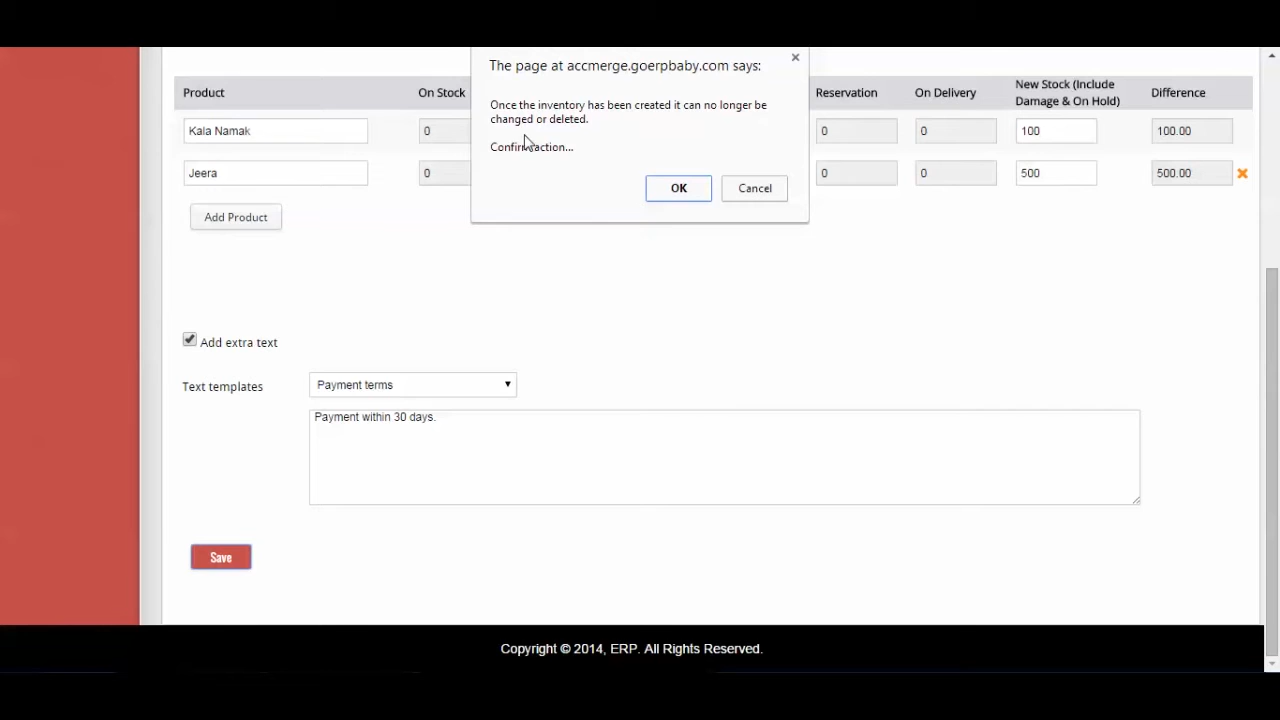 The page at accmerge.goerpbaby.com says:
Once the inventory has been created it can no longer be
changed or deleted.
Confirm action...
OK
Cancel
Product
On Stock
Reservation
On Delivery
New Stock (Include
Damage & On Hold)
Difference
Kala Namak
0
0
0
100
100.00
Jeera
0
0
0
500
500.00
Add Product
Add extra text
Text templates
Payment terms
Payment within 30 days.
Save
Copyright © 2014, ERP. All Rights Reserved.